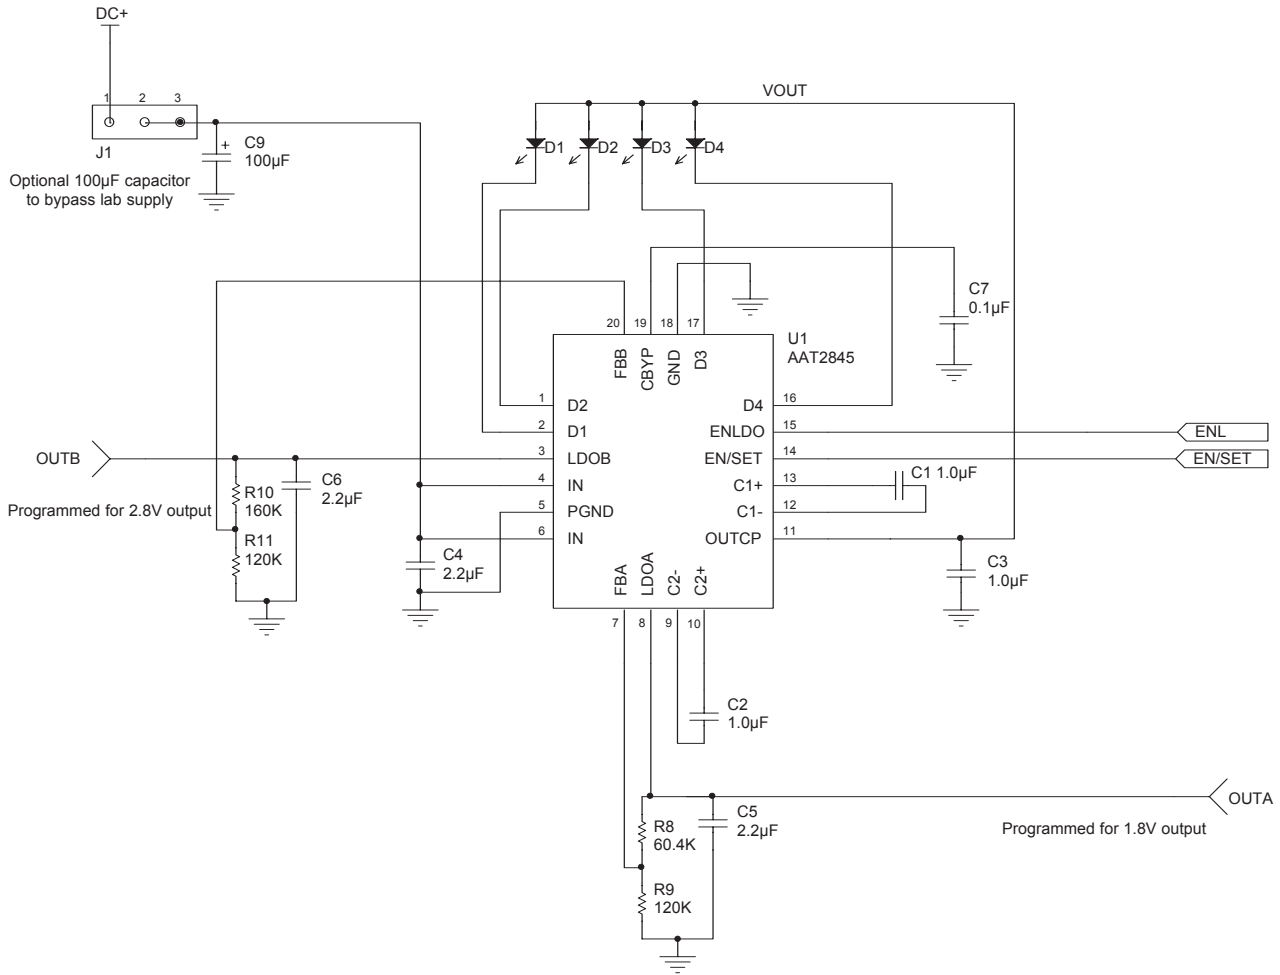 DC+
1 2 3
J1
+
C9
100µF
Optional 100µF capacitor
to bypass lab supply
VOUT
D1
D2
D3
D4
C7
0.1µF
U1
AAT2845
20
19
18
17
FBB
CBYP
GND
D3
1
D2
2
D1
3
LDOB
4
IN
5
PGND
6
IN
16
D4
15
ENLDO
14
EN/SET
13
C1+
12
C1-
11
OUTCP
FBA
LDOA
C2-
C2+
7
8
9
10
ENL
EN/SET
C1 1.0µF
OUTB
C6
2.2µF
R10
160K
Programmed for 2.8V output
R11
120K
C4
2.2µF
C3
1.0µF
C2
1.0µF
OUTA
C5
2.2µF
R8
60.4K
Programmed for 1.8V output
R9
120K